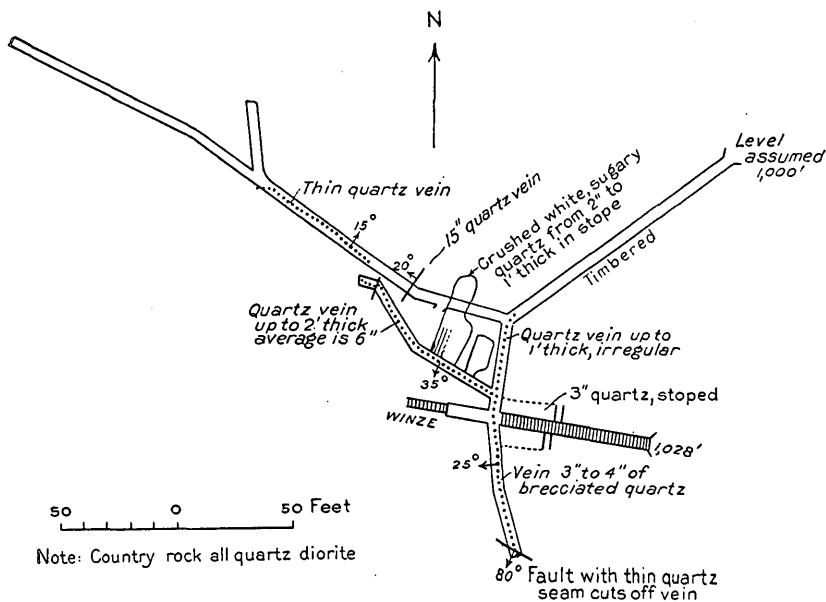 N
Level
assumed
1,000'
Thin quartz vein
15°
20°
15" quartz vein
Crushed white, sugary
quartz from 2" to
1' thick in stope
Timbered
Quartz vein
up to 2' thick
average is 6"
Quartz vein up to
1' thick, irregular
35°
3" quartz, stoped
WINZE
1,028'
25°
Vein 3" to 4" of
brecciated quartz
50 0 50 Feet
Note: Country rock all quartz diorite
80°
Fault with thin quartz
seam cuts off vein